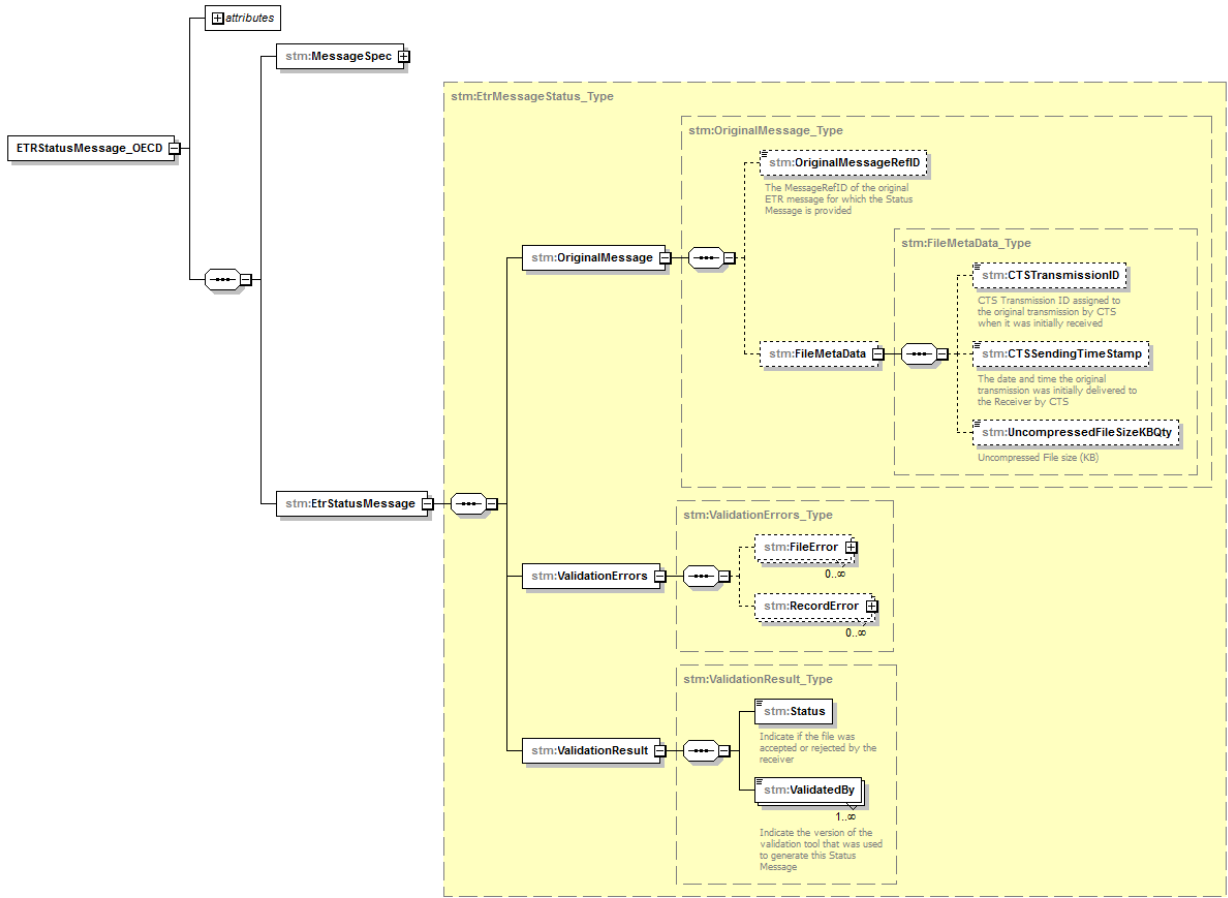 attributes
stm:MessageSpec
stm:EtrMessageStatus_Type
stm:OriginalMessage_Type
ETRStatusMessage_OECD
stm:OriginalMessageRefID
The MessageRefID of the original
ETR message for which the Status
Message is provided
stm:FileMetaData_Type
stm:OriginalMessage
stm:CTSTransmissionID
CTS Transmission ID assigned to
the original transmission by CTS
when it was initially received
stm:FileMetaData
stm:CTSSendingTimeStamp
The date and time the original
transmission was initially delivered to
the Receiver by CTS
stm:UncompressedFileSizeKBQty
Uncompressed File size (KB)
stm:EtrStatusMessage
stm:ValidationErrors_Type
stm:FileError
0..∞
stm:ValidationErrors
stm:RecordError
0..∞
stm:ValidationResult_Type
stm:Status
Indicate if the file was
accepted or rejected by the
receiver
stm:ValidationResult
stm:ValidatedBy
1..∞
Indicate the version of the
validation tool that was used
to generate this Status
Message